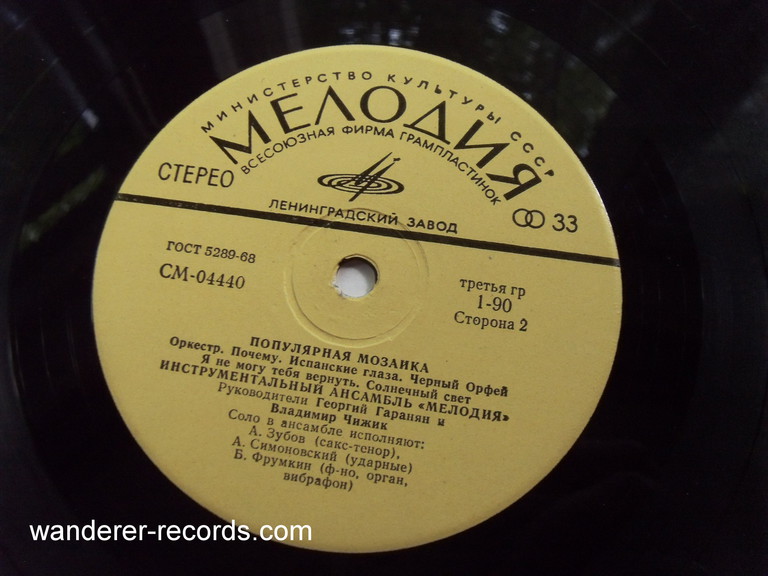 МИНИСТЕРСТВО КУЛЬТУРЫ СССР
МЕЛОДИЯ
ВСЕСОЮЗНАЯ ФИРМА ГРАМПЛАСТИНОК
СТЕРЕО
33
ЛЕНИНГРАДСКИЙ ЗАВОД
ГОСТ 5289-68
СМ-04440
третья гр
1-90
Сторона 2
ПОПУЛЯРНАЯ МОЗАИКА
Оркестр. Почему. Испанские глаза. Черный Орфей
Я не могу тебя вернуть. Солнечный свет
ИНСТРУМЕНТАЛЬНЫЙ АНСАМБЛЬ «МЕЛОДИЯ»
Руководители Георгий Гаранян и
Владимир Чижик
Соло в ансамбле исполняют:
А. Зубов (сакс-тенор),
А. Симоновский (ударные)
Б. Фрумкин (ф-но, орган,
вибрафон)
wanderer-records.com